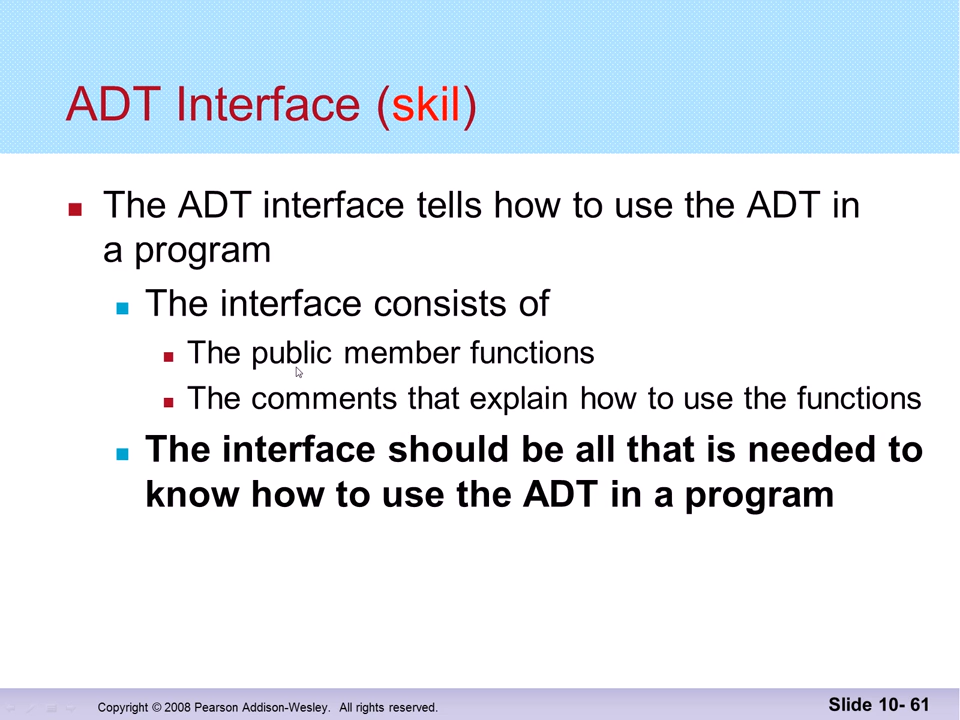 ADT Interface (skil)
The ADT interface tells how to use the ADT in
a program
The interface consists of
The public member functions
The comments that explain how to use the functions
The interface should be all that is needed to
know how to use the ADT in a program
Copyright © 2008 Pearson Addison-Wesley. All rights reserved.
Slide 10- 61